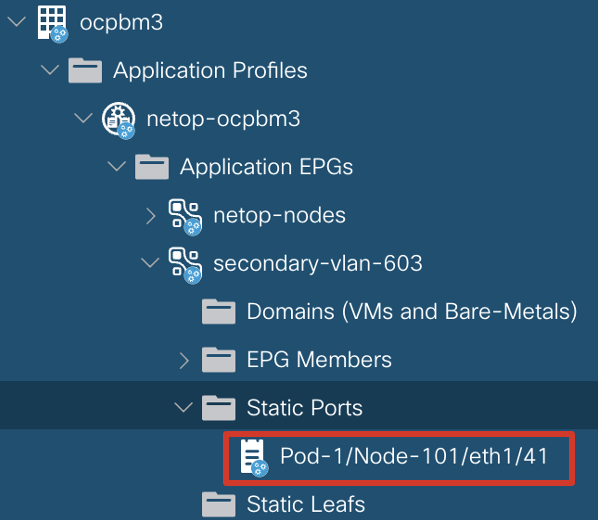 ocpbm3
Application Profiles
netop-ocpbm3
Application EPGs
netop-nodes
secondary-vlan-603
Domains (VMs and Bare-Metals)
EPG Members
Static Ports
Pod-1/Node-101/eth1/41
Static Leafs